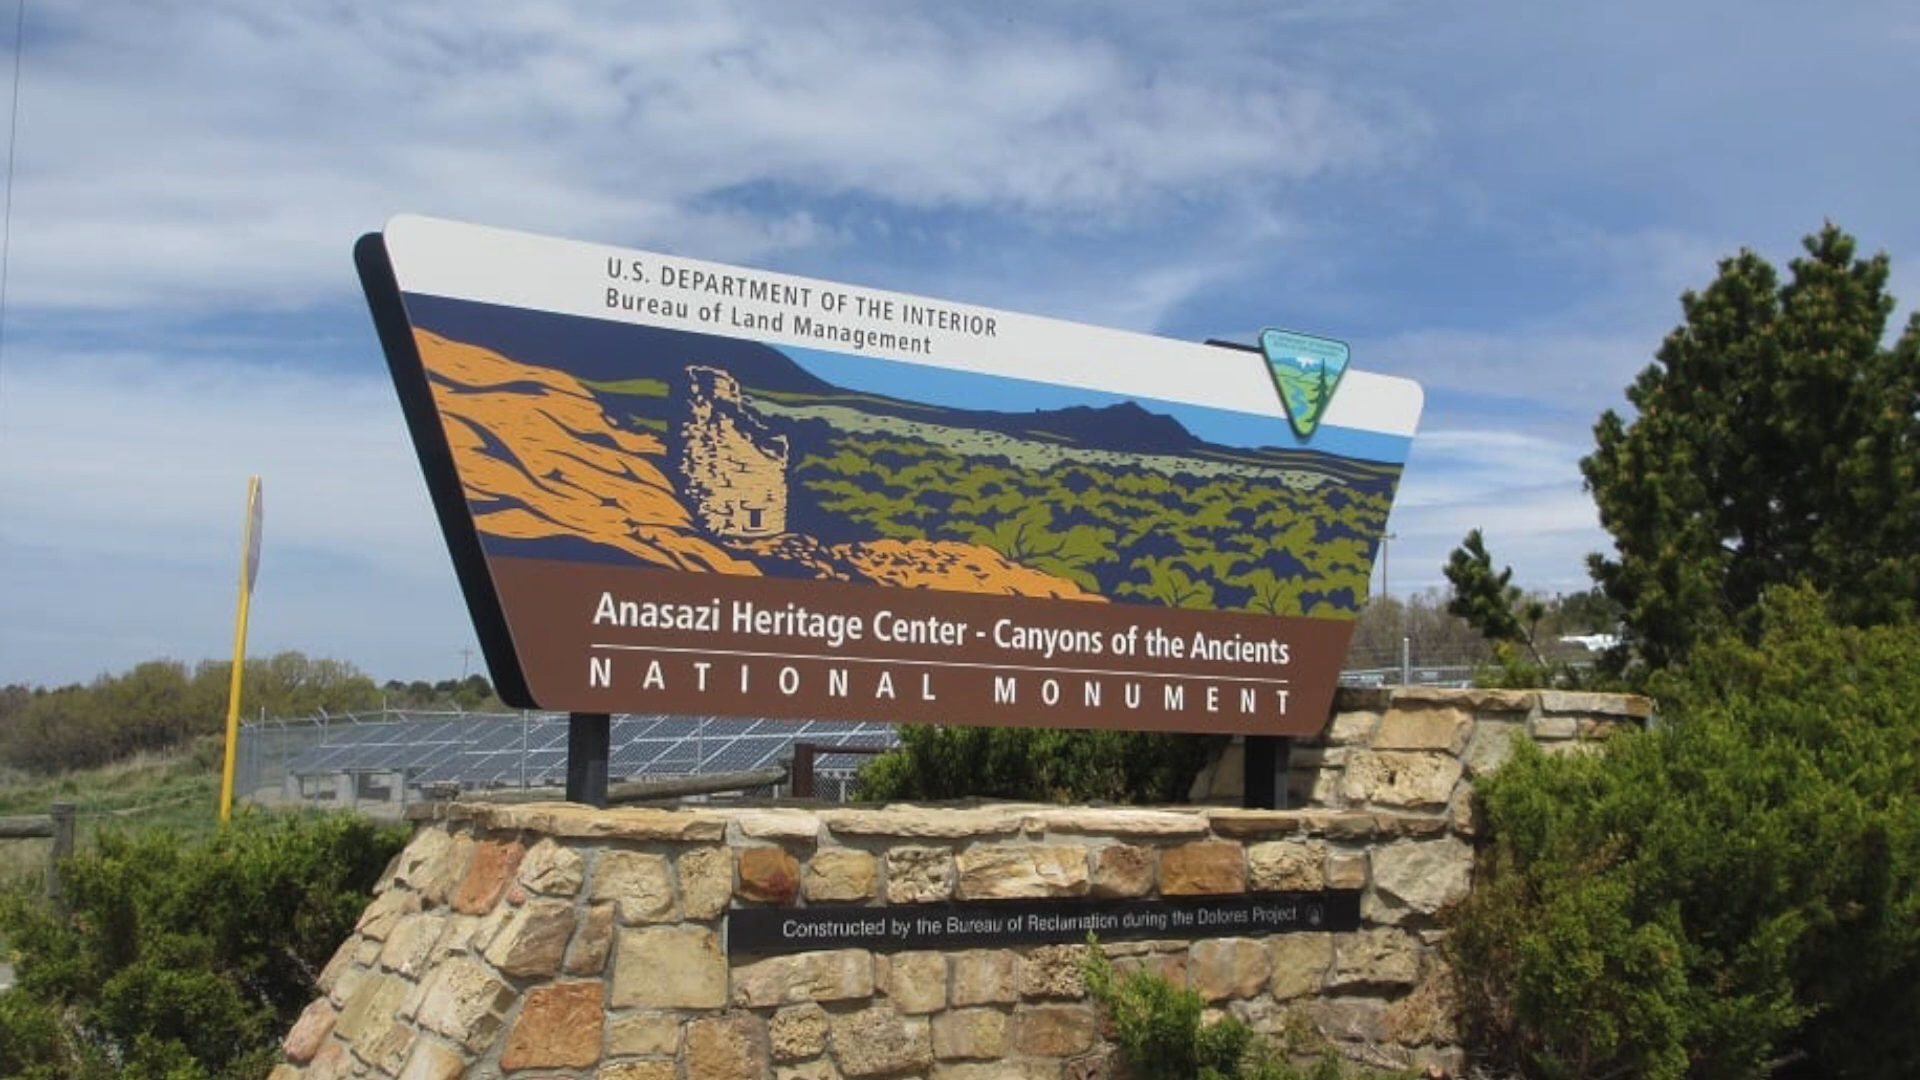 U.S. DEPARTMENT OF THE INTERIOR
Bureau of Land Management
Anasazi Heritage Center - Canyons of the Ancients
NATIONAL MONUMENT
Constructed by the Bureau of Reclamation during the Dolores Project